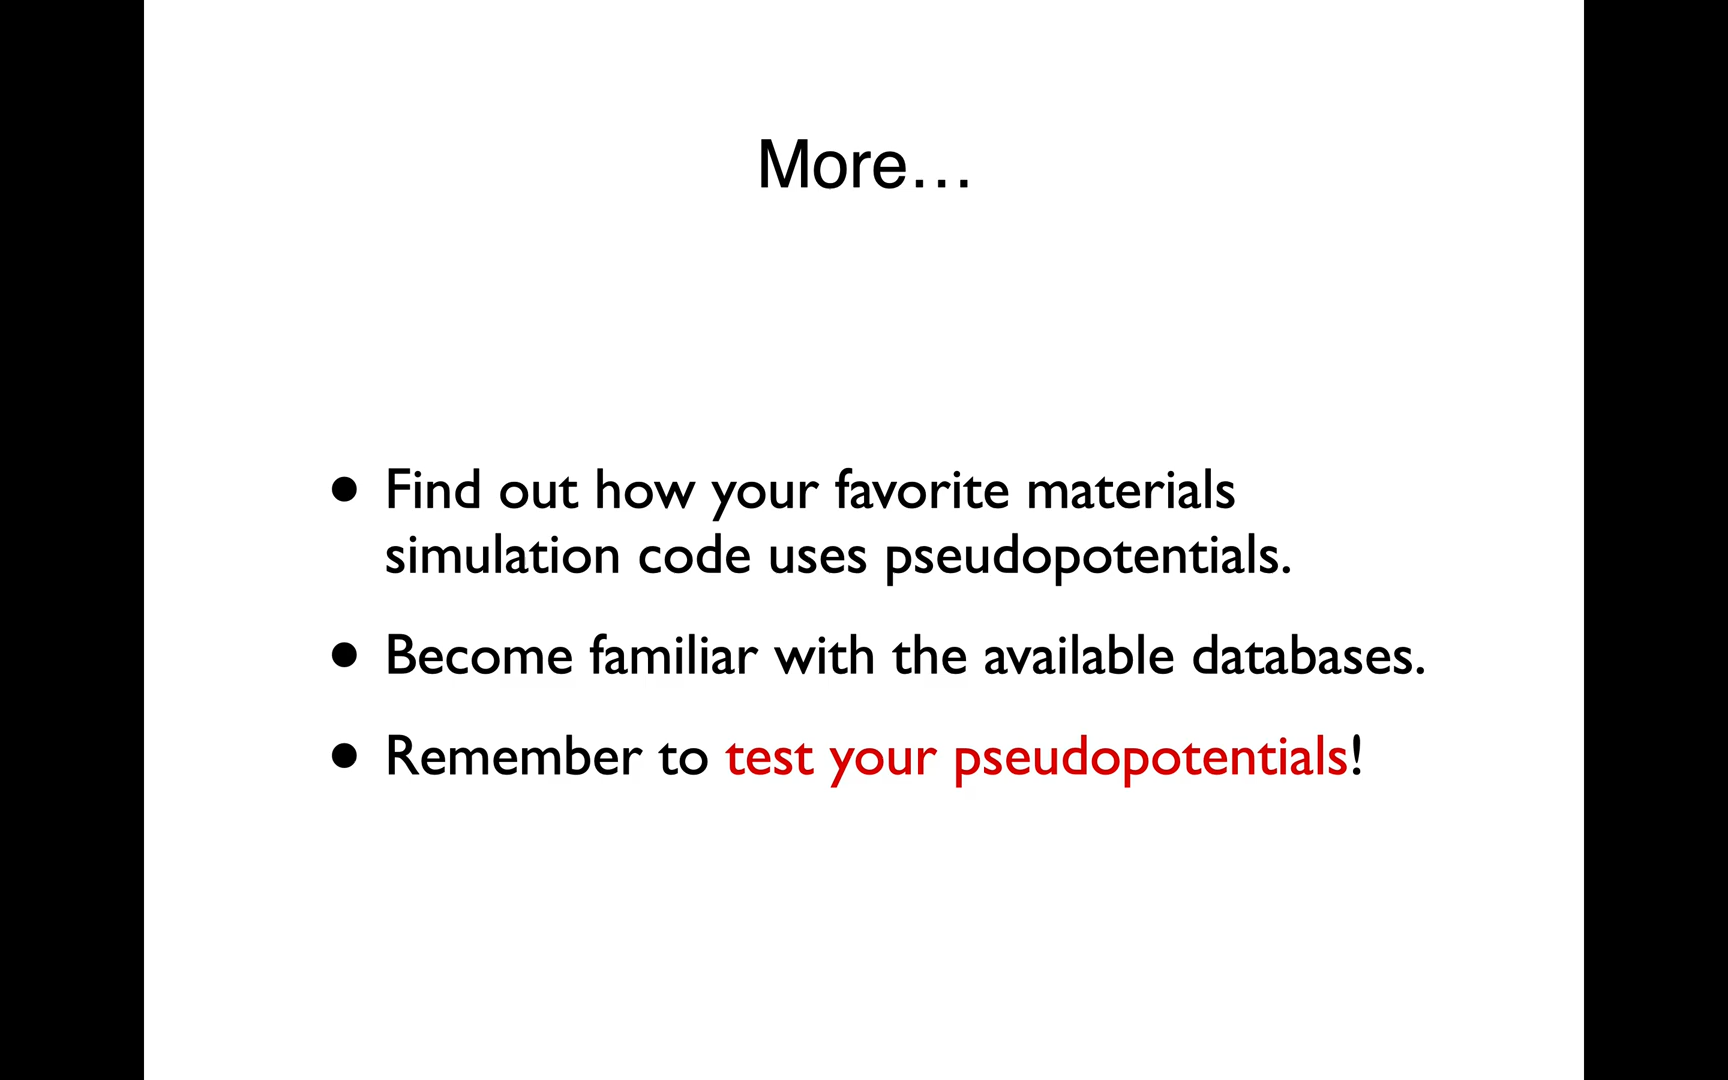 More…
• Find out how your favorite materials
simulation code uses pseudopotentials.
• Become familiar with the available databases.
• Remember to test your pseudopotentials!